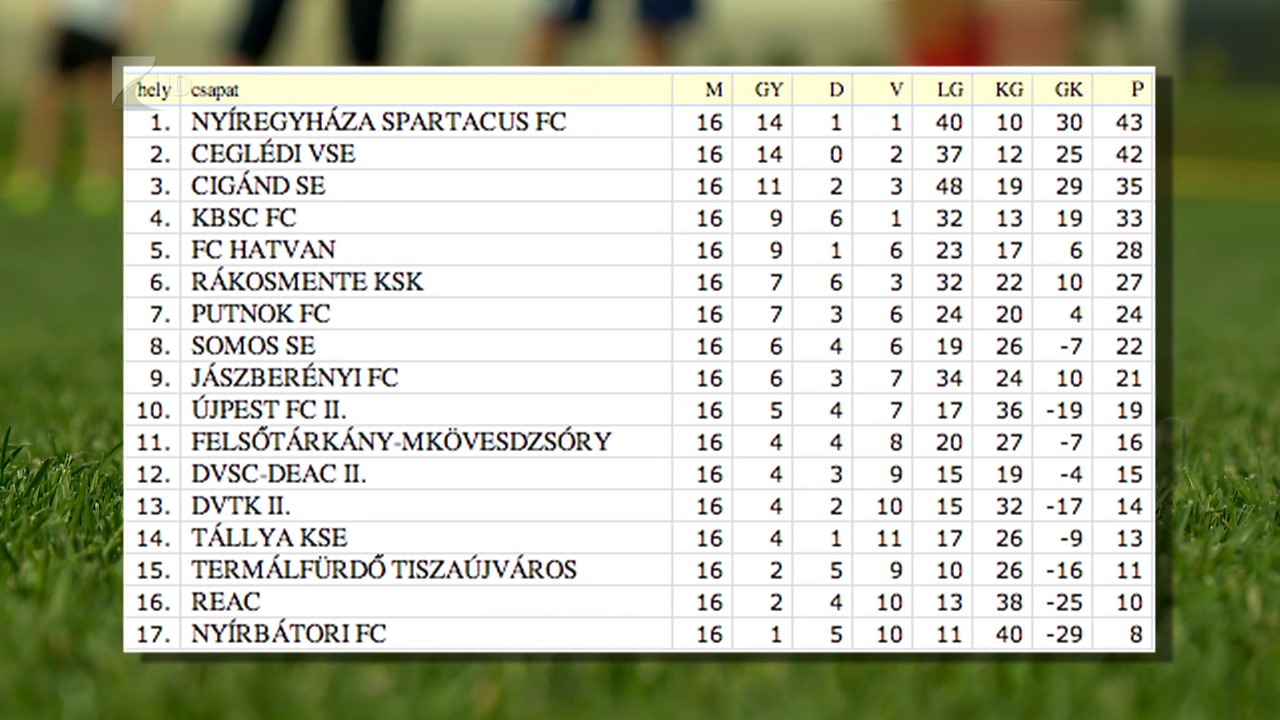 hely csapat M GY D V LG KG GK P
1. NYÍREGYHÁZA SPARTACUS FC 16 14 1 1 40 10 30 43
2. CEGLÉDI VSE 16 14 0 2 37 12 25 42
3. CIGÁND SE 16 11 2 3 48 19 29 35
4. KBSC FC 16 9 6 1 32 13 19 33
5. FC HATVAN 16 9 1 6 23 17 6 28
6. RÁKOSMENTE KSK 16 7 6 3 32 22 10 27
7. PUTNOK FC 16 7 3 6 24 20 4 24
8. SOMOS SE 16 6 4 6 19 26 -7 22
9. JÁSZBERÉNYI FC 16 6 3 7 34 24 10 21
10. ÚJPEST FC II. 16 5 4 7 17 36 -19 19
11. FELSŐTÁRKÁNY-MKÖVESDZSÓRY 16 4 4 8 20 27 -7 16
12. DVSC-DEAC II. 16 4 3 9 15 19 -4 15
13. DVTK II. 16 4 2 10 15 32 -17 14
14. TÁLLYA KSE 16 4 1 11 17 26 -9 13
15. TERMÁLFÜRDŐ TISZAÚJVÁROS 16 2 5 9 10 26 -16 11
16. REAC 16 2 4 10 13 38 -25 10
17. NYÍRBÁTORI FC 16 1 5 10 11 40 -29 8